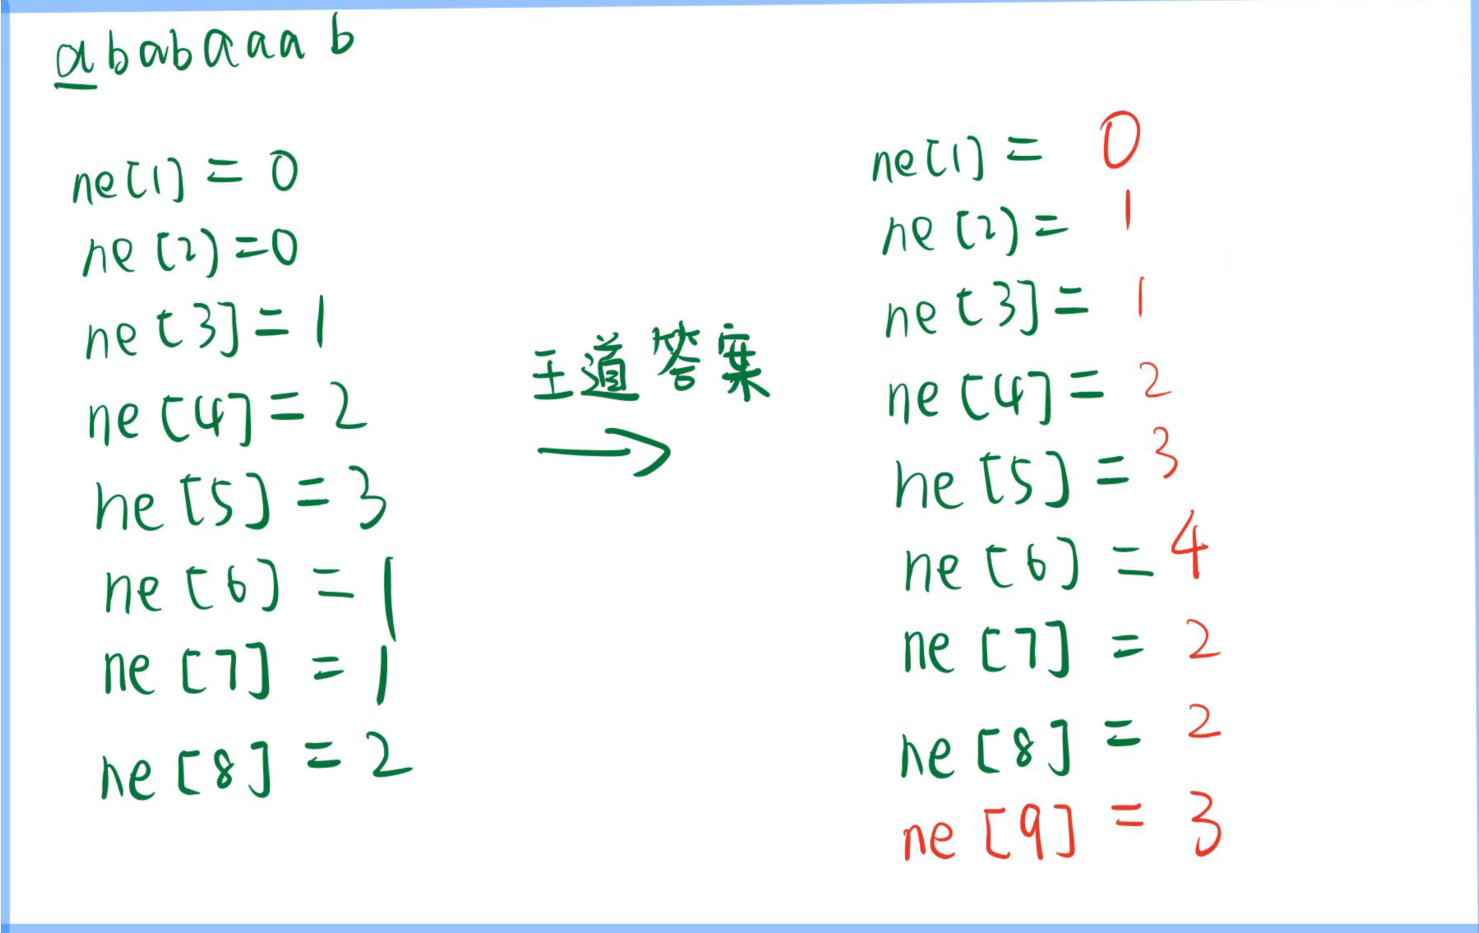 ababaaab
ne[1] = 0
ne[2] = 0
ne[3] = 1
ne[4] = 2
ne[5] = 3
ne[6] = 1
ne[7] = 1
ne[8] = 2
王道答案
→
ne[1] = 0
ne[2] = 1
ne[3] = 1
ne[4] = 2
ne[5] = 3
ne[6] = 4
ne[7] = 2
ne[8] = 2
ne[9] = 3